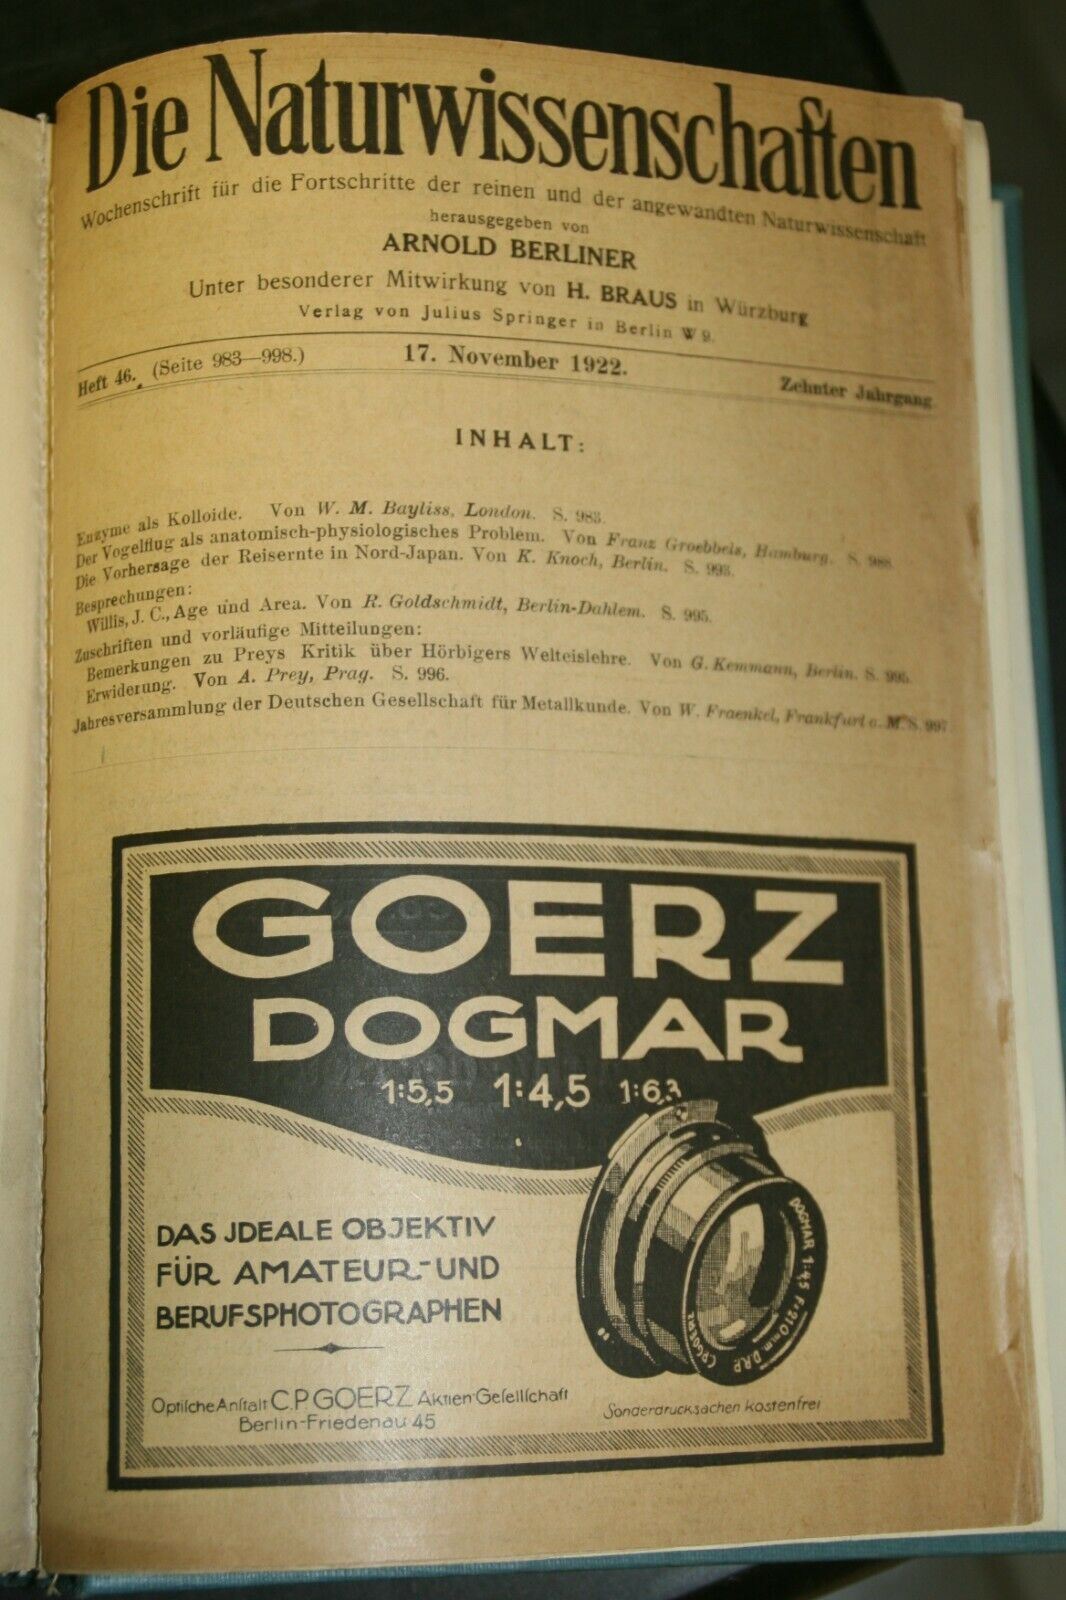 Die Naturwissenschaften
Wochenschrift für die Fortschritte der reinen und der angewandten Naturwissenschaft
herausgegeben von
ARNOLD BERLINER
Unter besonderer Mitwirkung von H. BRAUS in Würzburg
Verlag von Julius Springer in Berlin W 9.
Heft 46. (Seite 983—998.) 17. November 1922. Zehnter Jahrgang
INHALT:
Enzyme als Kolloide. Von W. M. Bayliss, London. S. 983.
Der Vogelflug als anatomisch-physiologisches Problem. Von Franz Groebbels, Hamburg. S. 988
Die Vorhersage der Reisernte in Nord-Japan. Von K. Knoch, Berlin. S. 993.
Besprechungen:
Willis, J. C., Age und Area. Von R. Goldschmidt, Berlin-Dahlem. S. 995.
Zuschriften und vorläufige Mitteilungen:
Bemerkungen zu Preys Kritik über Hörbigers Welteislehre. Von G. Kemmann, Berlin. S. 995.
Erwiderung. Von A. Prey, Prag. S. 996.
Jahresversammlung der Deutschen Gesellschaft für Metallkunde. Von W. Fraenkel, Frankfurt a. M. S. 997.
GOERZ
DOGMAR
1:5,5 1:4,5 1:6,3
DAS JDEALE OBJEKTIV
FÜR AMATEUR- UND
BERUFSPHOTOGRAPHEN
DOGMAR 1:4,5 F=210mm D.R.P. C.P.GOERZ
Optische Anstalt C.P. GOERZ Aktien-Gesellschaft
Berlin-Friedenau 45
Sonderdrucksachen kostenfrei